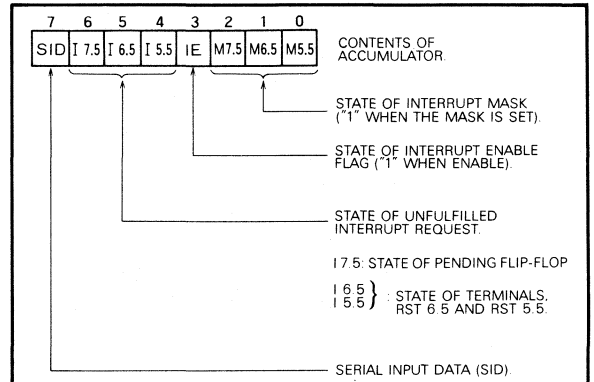 7 6 5 4 3 2 1 0
SID I 7.5 I 6.5 I 5.5 IE M7.5 M6.5 M5.5
CONTENTS OF
ACCUMULATOR.
STATE OF INTERRUPT MASK
("1" WHEN THE MASK IS SET).
STATE OF INTERRUPT ENABLE
FLAG ("1" WHEN ENABLE).
STATE OF UNFULFILLED
INTERRUPT REQUEST.
I 7.5: STATE OF PENDING FLIP-FLOP
I 6.5
I 5.5 } : STATE OF TERMINALS,
RST 6.5 AND RST 5.5.
SERIAL INPUT DATA (SID).